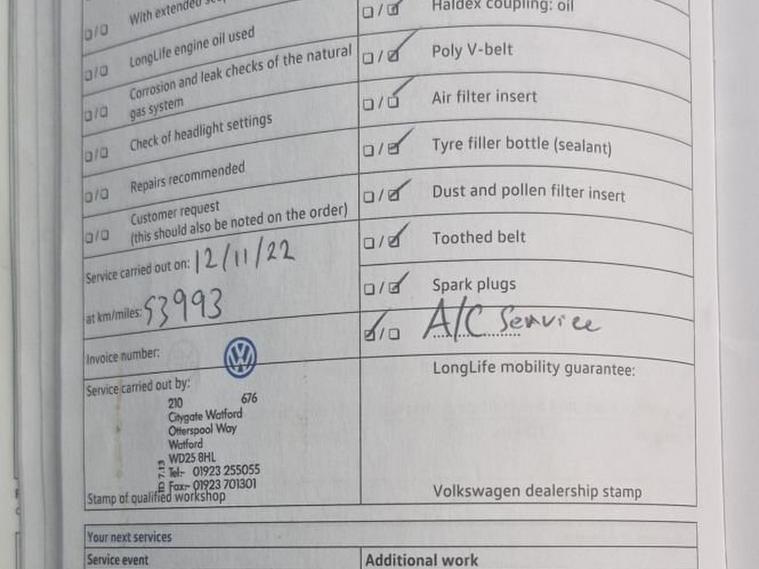 With extended
LongLife engine oil used
Corrosion and leak checks of the natural
gas system
Check of headlight settings
Repairs recommended
Customer request
(this should also be noted on the order)
Service carried out on: 12/11/22
at km/miles: 53993
Invoice number:
Service carried out by:
210 676
Citygate Watford
Otterspool Way
Watford
WD25 8HL
Tel:- 01923 255055
Fax:- 01923 701301
Stamp of qualified workshop
Haldex coupling: oil
Poly V-belt
Air filter insert
Tyre filler bottle (sealant)
Dust and pollen filter insert
Toothed belt
Spark plugs
A/C Service
LongLife mobility guarantee:
Volkswagen dealership stamp
Your next services
Service event
Additional work